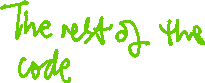 The rest of the
code